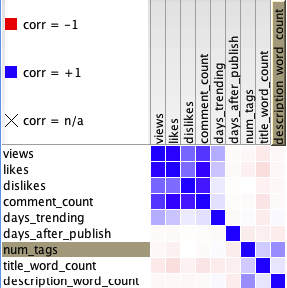 corr = -1
corr = +1
corr = n/a
views
likes
dislikes
comment_count
days_trending
days_after_publish
num_tags
title_word_count
description_word_count
views
likes
dislikes
comment_count
days_trending
days_after_publish
num_tags
title_word_count
description_word_count